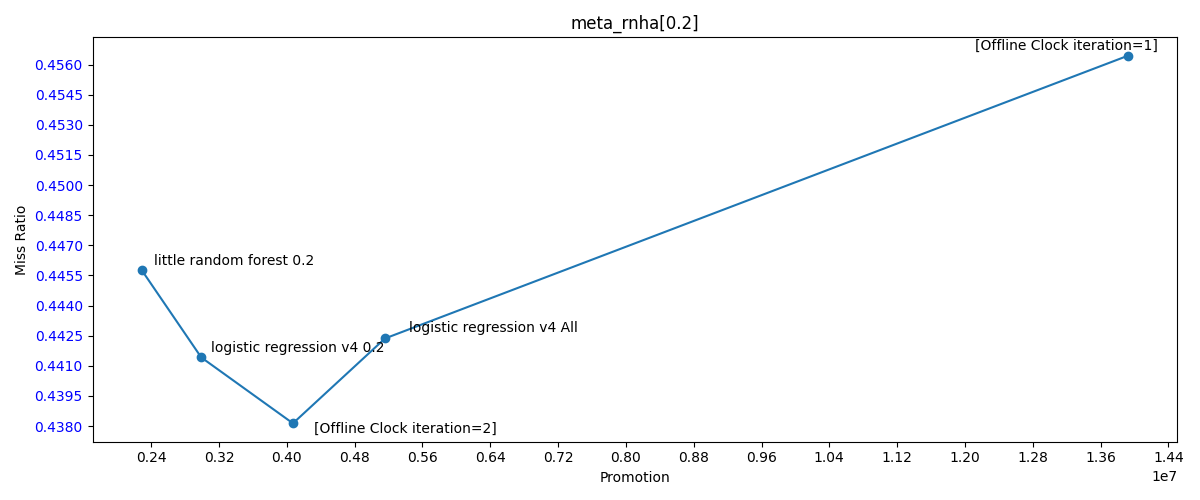 meta_rnha[0.2]
[Offline Clock iteration=1]
0.4560
0.4545
0.4530
0.4515
0.4500
0.4485
0.4470
0.4455
0.4440
0.4425
0.4410
0.4395
0.4380
Miss Ratio
little random forest 0.2
logistic regression v4 All
logistic regression v4 0.2
[Offline Clock iteration=2]
0.24 0.32 0.40 0.48 0.56 0.64 0.72 0.80 0.88 0.96 1.04 1.12 1.20 1.28 1.36 1.44
1e7
Promotion